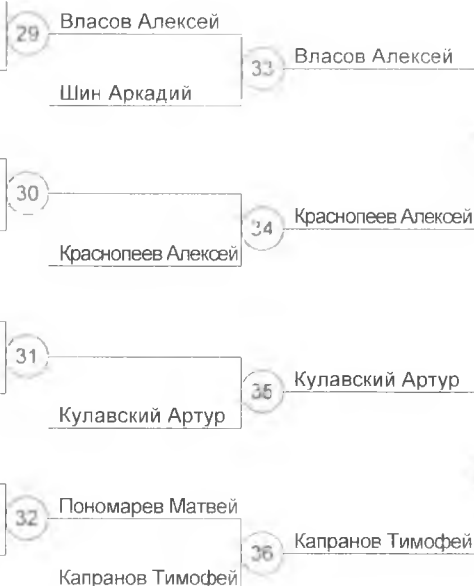 29 Власов Алексей
33 Власов Алексей
Шин Аркадий
30
34 Краснопеев Алексей
Краснопеев Алексей
31
35 Кулавский Артур
Кулавский Артур
32 Пономарев Матвей
36 Капранов Тимофей
Капранов Тимофей